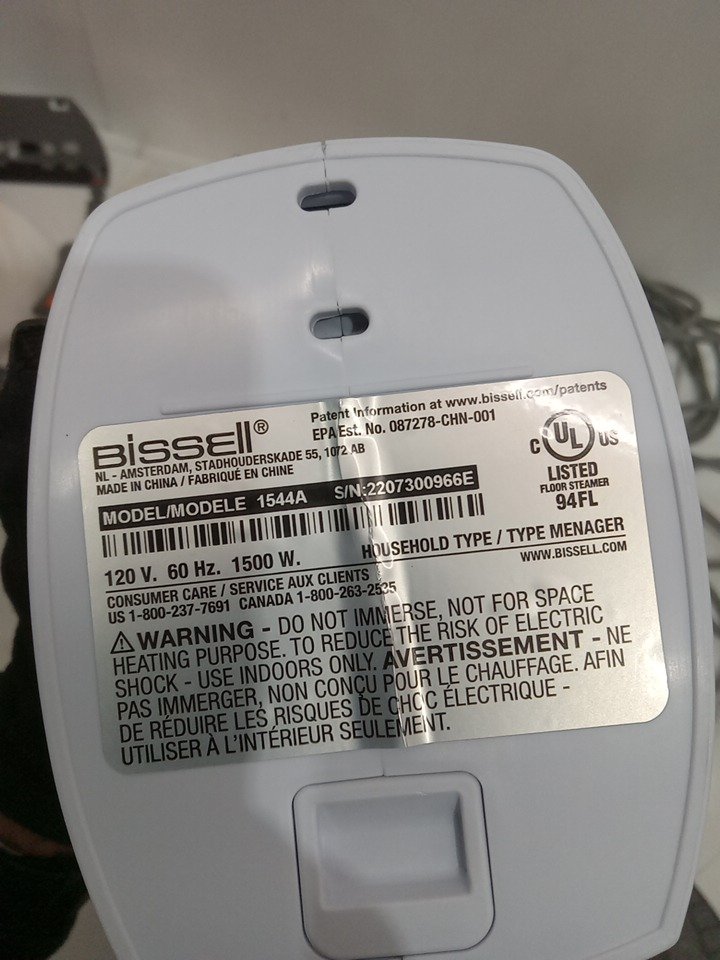 BISSELL®
Patent Information at www.bissell.com/patents
EPA Est. No. 087278-CHN-001
NL - AMSTERDAM, STADHOUDERSKADE 55, 1072 AB
MADE IN CHINA / FABRIQUÉ EN CHINE
C UL US
LISTED
FLOOR STEAMER
94FL
MODEL/MODELE 1544A S/N:2207300966E
120 V. 60 Hz. 1500 W. HOUSEHOLD TYPE / TYPE MENAGER
CONSUMER CARE / SERVICE AUX CLIENTS WWW.BISSELL.COM
US 1-800-237-7691 CANADA 1-800-263-2535
⚠WARNING - DO NOT IMMERSE, NOT FOR SPACE
HEATING PURPOSE. TO REDUCE THE RISK OF ELECTRIC
SHOCK - USE INDOORS ONLY. AVERTISSEMENT - NE
PAS IMMERGER, NON CONÇU POUR LE CHAUFFAGE. AFIN
DE RÉDUIRE LES RISQUES DE CHOC ÉLECTRIQUE -
UTILISER À L'INTÉRIEUR SEULEMENT.